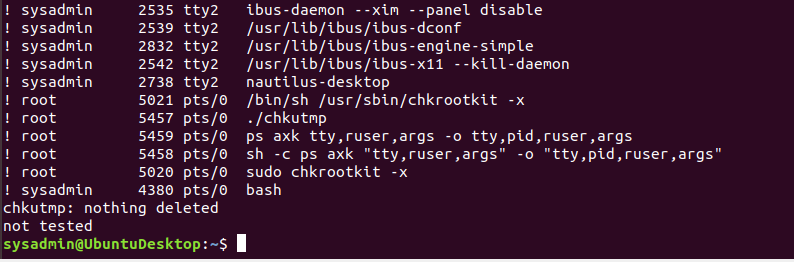 ! sysadmin     2535 tty2   ibus-daemon --xim --panel disable
! sysadmin     2539 tty2   /usr/lib/ibus/ibus-dconf
! sysadmin     2832 tty2   /usr/lib/ibus/ibus-engine-simple
! sysadmin     2542 tty2   /usr/lib/ibus/ibus-x11 --kill-daemon
! sysadmin     2738 tty2   nautilus-desktop
! root         5021 pts/0  /bin/sh /usr/sbin/chkrootkit -x
! root         5457 pts/0  ./chkutmp
! root         5459 pts/0  ps axk tty,ruser,args -o tty,pid,ruser,args
! root         5458 pts/0  sh -c ps axk "tty,ruser,args" -o "tty,pid,ruser,args"
! root         5020 pts/0  sudo chkrootkit -x
! sysadmin     4380 pts/0  bash
chkutmp: nothing deleted
not tested
sysadmin@UbuntuDesktop:~$